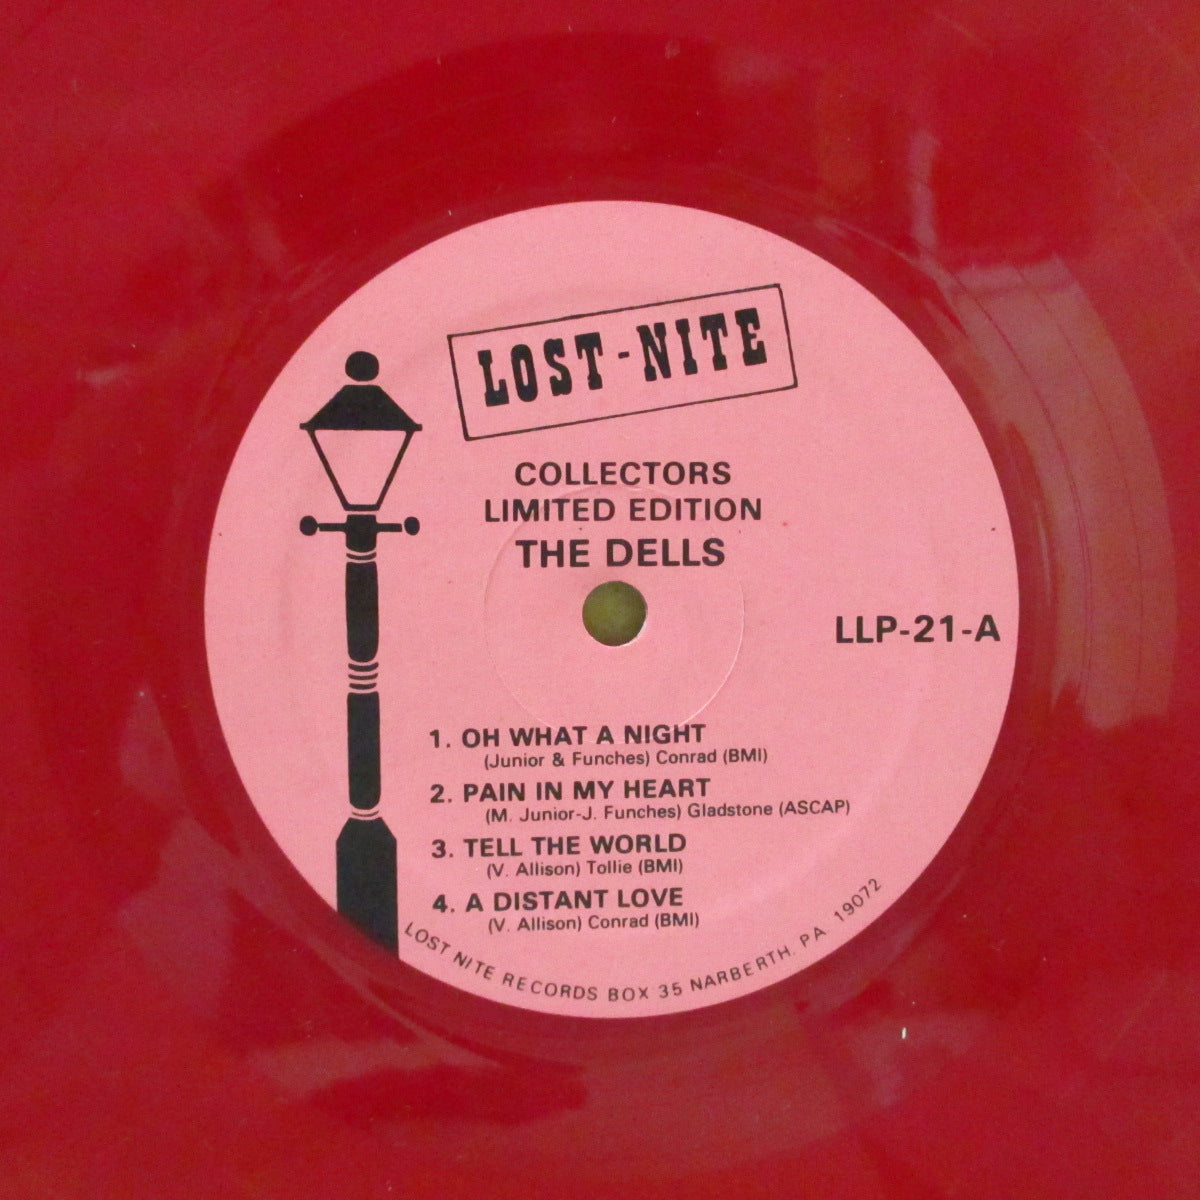 LOST-NITE
COLLECTORS
LIMITED EDITION
THE DELLS
LLP-21-A
1. OH WHAT A NIGHT
(Junior & Funches) Conrad (BMI)
2. PAIN IN MY HEART
(M. Junior-J. Funches) Gladstone (ASCAP)
3. TELL THE WORLD
(V. Allison) Tollie (BMI)
4. A DISTANT LOVE
(V. Allison) Conrad (BMI)
LOST NITE RECORDS BOX 35 NARBERTH, PA 19072